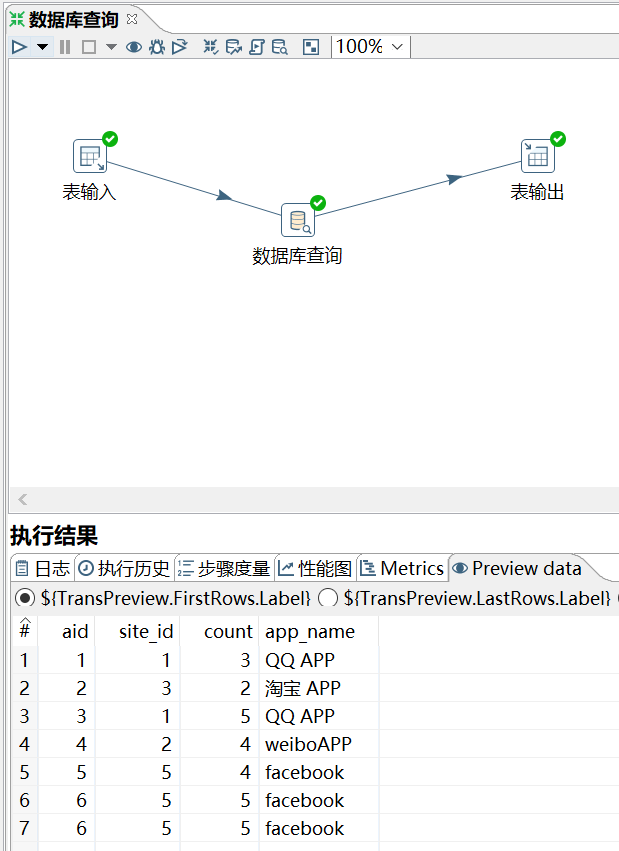 数据库查询
100%
表输入
表输出
数据库查询
执行结果
日志 执行历史 步骤度量 性能图 Metrics Preview data
${TransPreview.FirstRows.Label} ${TransPreview.LastRows.Label}
# aid site_id count app_name
1 1 1 3 QQ APP
2 2 3 2 淘宝 APP
3 3 1 5 QQ APP
4 4 2 4 weiboAPP
5 5 5 4 facebook
6 6 5 5 facebook
7 6 5 5 facebook